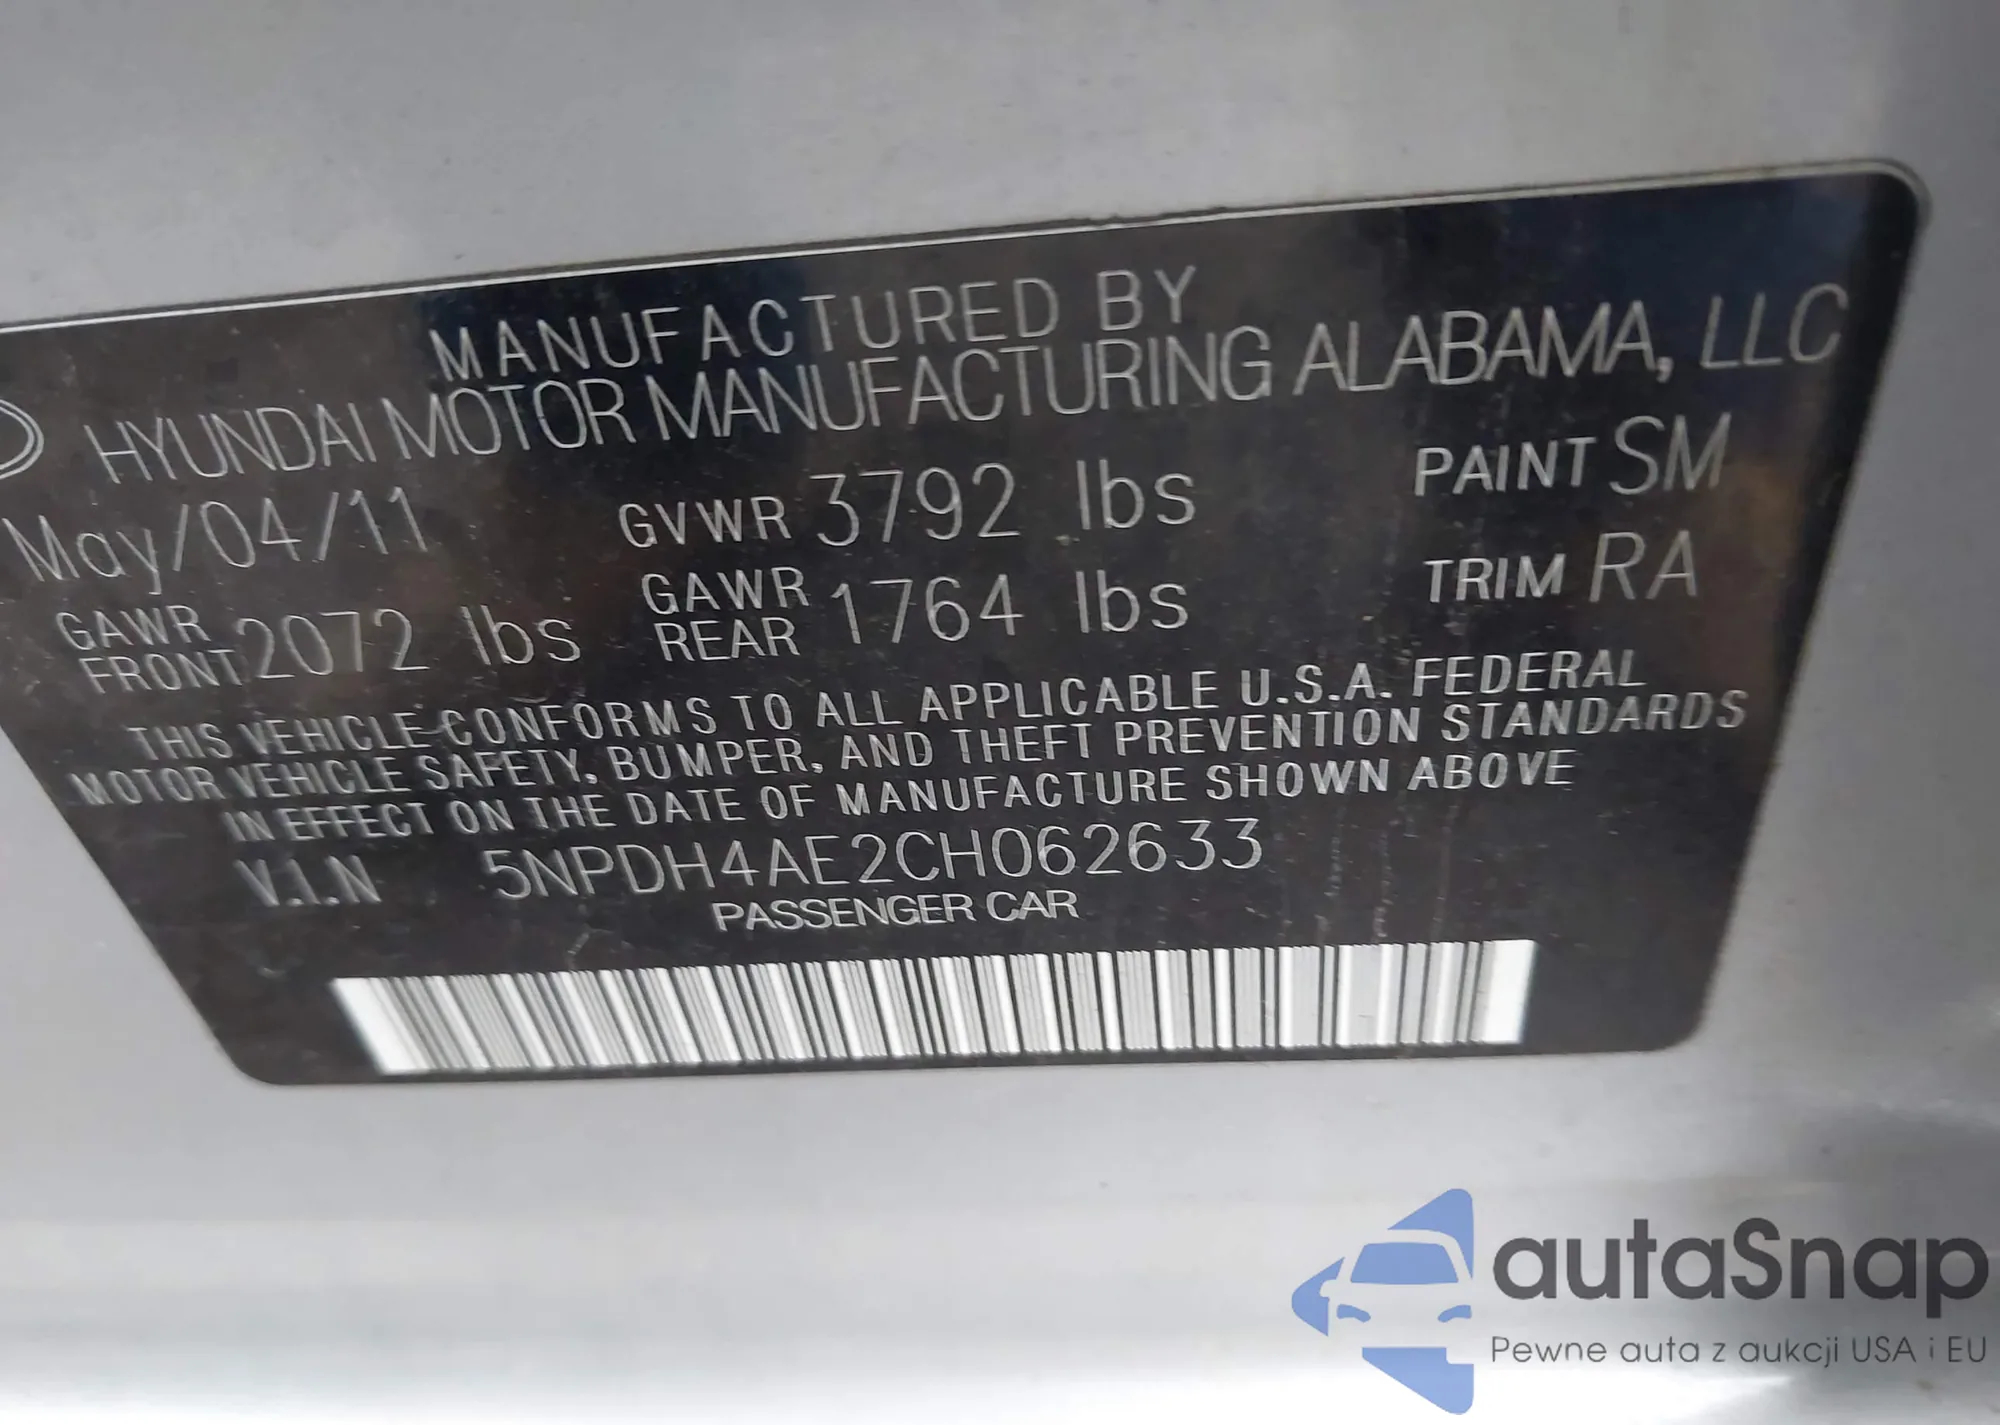 MANUFACTURED BY
HYUNDAI MOTOR MANUFACTURING ALABAMA, LLC
May/04/11 GVWR 3792 lbs PAINT SM
GAWR FRONT 2072 lbs GAWR REAR 1764 lbs TRIM RA
THIS VEHICLE CONFORMS TO ALL APPLICABLE U.S.A. FEDERAL
MOTOR VEHICLE SAFETY, BUMPER, AND THEFT PREVENTION STANDARDS
IN EFFECT ON THE DATE OF MANUFACTURE SHOWN ABOVE
V.I.N 5NPDH4AE2CH062633
PASSENGER CAR
autaSnap
Pewne auta z aukcji USA i EU